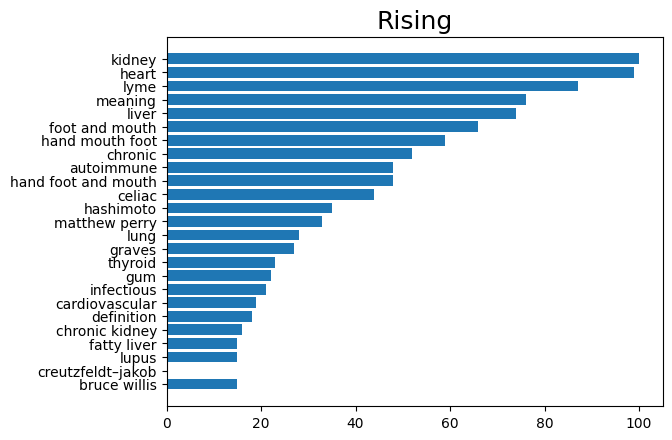 Rising
kidney
heart
lyme
meaning
liver
foot and mouth
hand mouth foot
chronic
autoimmune
hand foot and mouth
celiac
hashimoto
matthew perry
lung
graves
thyroid
gum
infectious
cardiovascular
definition
chronic kidney
fatty liver
lupus
creutzfeldt–jakob
bruce willis
0 20 40 60 80 100